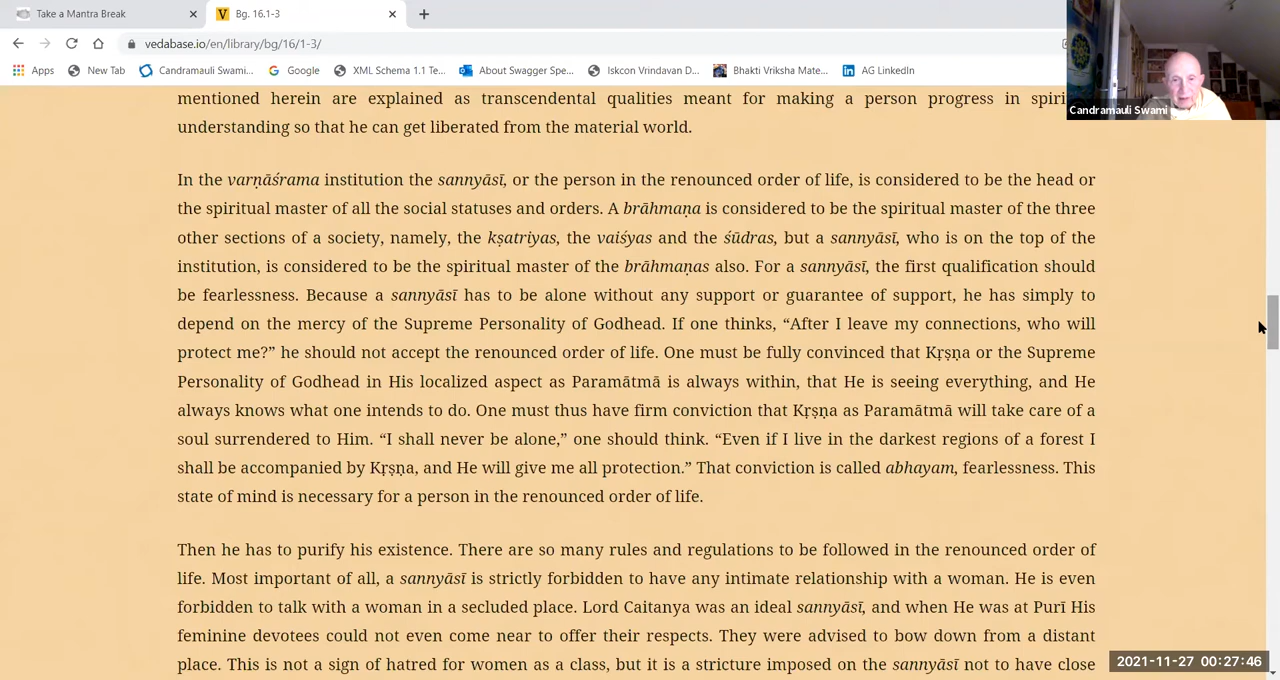 Take a Mantra Break
Bg. 16.1-3
vedabase.io/en/library/bg/16/1-3/
Apps
New Tab
Candramauli Swami...
Google
XML Schema 1.1 Te...
About Swagger Spe...
Iskcon Vrindavan D...
Bhakti Vriksha Mate...
AG LinkedIn
Candramauli Swami
mentioned herein are explained as transcendental qualities meant for making a person progress in
understanding so that he can get liberated from the material world.
In the varṇāśrama institution the sannyāsī, or the person in the renounced order of life, is considered to be the head or
the spiritual master of all the social statuses and orders. A brāhmaṇa is considered to be the spiritual master of the three
other sections of a society, namely, the kṣatriyas, the vaiśyas and the śūdras, but a sannyāsī, who is on the top of the
institution, is considered to be the spiritual master of the brāhmaṇas also. For a sannyāsī, the first qualification should
be fearlessness. Because a sannyāsī has to be alone without any support or guarantee of support, he has simply to
depend on the mercy of the Supreme Personality of Godhead. If one thinks, “After I leave my connections, who will
protect me?” he should not accept the renounced order of life. One must be fully convinced that Kṛṣṇa or the Supreme
Personality of Godhead in His localized aspect as Paramātmā is always within, that He is seeing everything, and He
always knows what one intends to do. One must thus have firm conviction that Kṛṣṇa as Paramātmā will take care of a
soul surrendered to Him. “I shall never be alone,” one should think. “Even if I live in the darkest regions of a forest I
shall be accompanied by Kṛṣṇa, and He will give me all protection.” That conviction is called abhayam, fearlessness. This
state of mind is necessary for a person in the renounced order of life.
Then he has to purify his existence. There are so many rules and regulations to be followed in the renounced order of
life. Most important of all, a sannyāsī is strictly forbidden to have any intimate relationship with a woman. He is even
forbidden to talk with a woman in a secluded place. Lord Caitanya was an ideal sannyāsī, and when He was at Purī His
feminine devotees could not even come near to offer their respects. They were advised to bow down from a distant
place. This is not a sign of hatred for women as a class, but it is a stricture imposed on the sannyāsī not to have close
2021-11-27 00:27:46